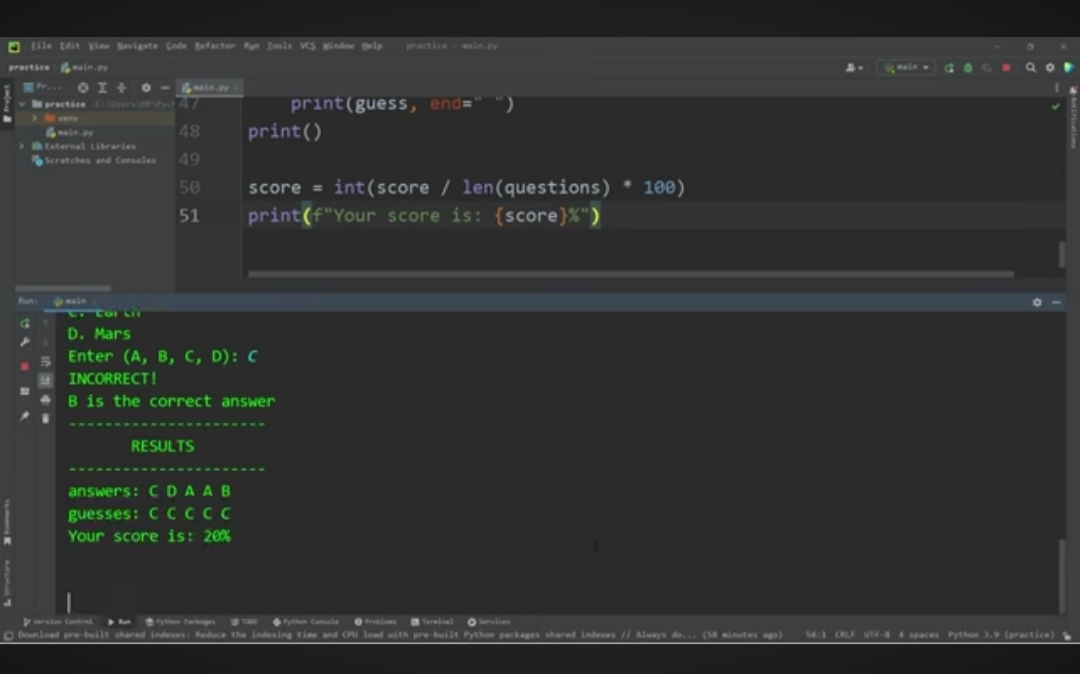 File Edit View Navigate Code Refactor Run Tools VCS Window Help practice - main.py
practice main.py
main
Project
Pr...
main.py
Notifications
practice
venv
main.py
External Libraries
Scratches and Consoles
47 print(guess, end=" ")
48 print()
49
50 score = int(score / len(questions) * 100)
51 print(f"Your score is: {score}%")
Run: main
C. Earth
D. Mars
Enter (A, B, C, D): C
INCORRECT!
B is the correct answer
----------------------
RESULTS
----------------------
answers: C D A A B
guesses: C C C C C
Your score is: 20%
Bookmarks
Structure
Version Control Run Python Packages TODO Python Console Problems Terminal Services
Download pre-built shared indexes: Reduce the indexing time and CPU load with pre-built Python packages shared indexes // Always do... (58 minutes ago) 54:1 CRLF UTF-8 4 spaces Python 3.9 (practice)